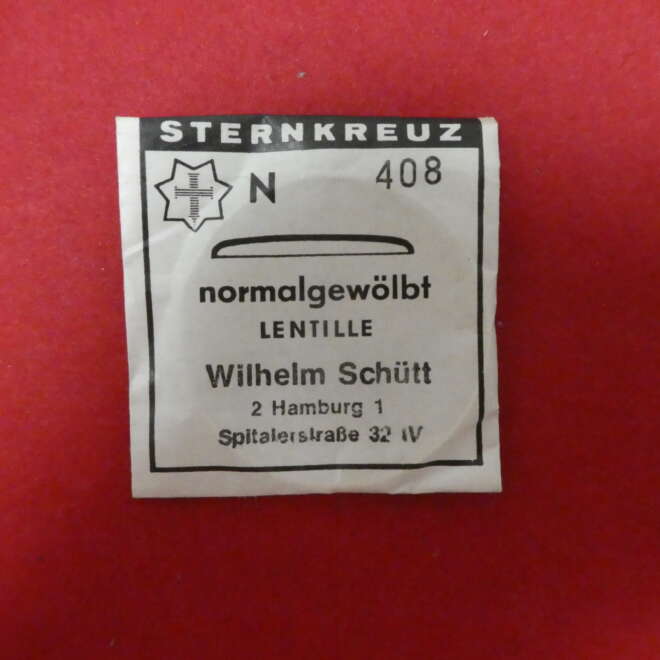 STERNKREUZ
N 408
normalgewölbt
LENTILLE
Wilhelm Schütt
2 Hamburg 1
Spitalerstraße 32 IV